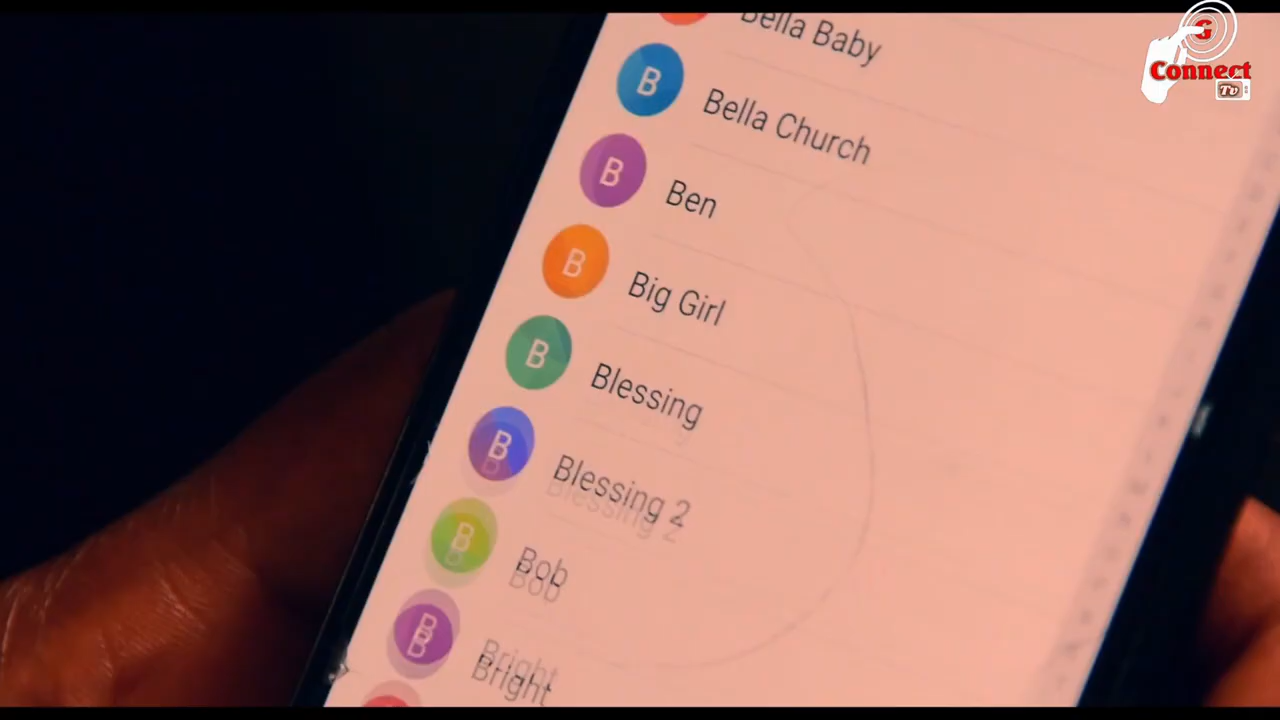 Bella Baby
B
Bella Church
B
Ben
B
Big Girl
B
Blessing
B
Blessing 2
B
Bob
B
Bright
G
Connect
Tv